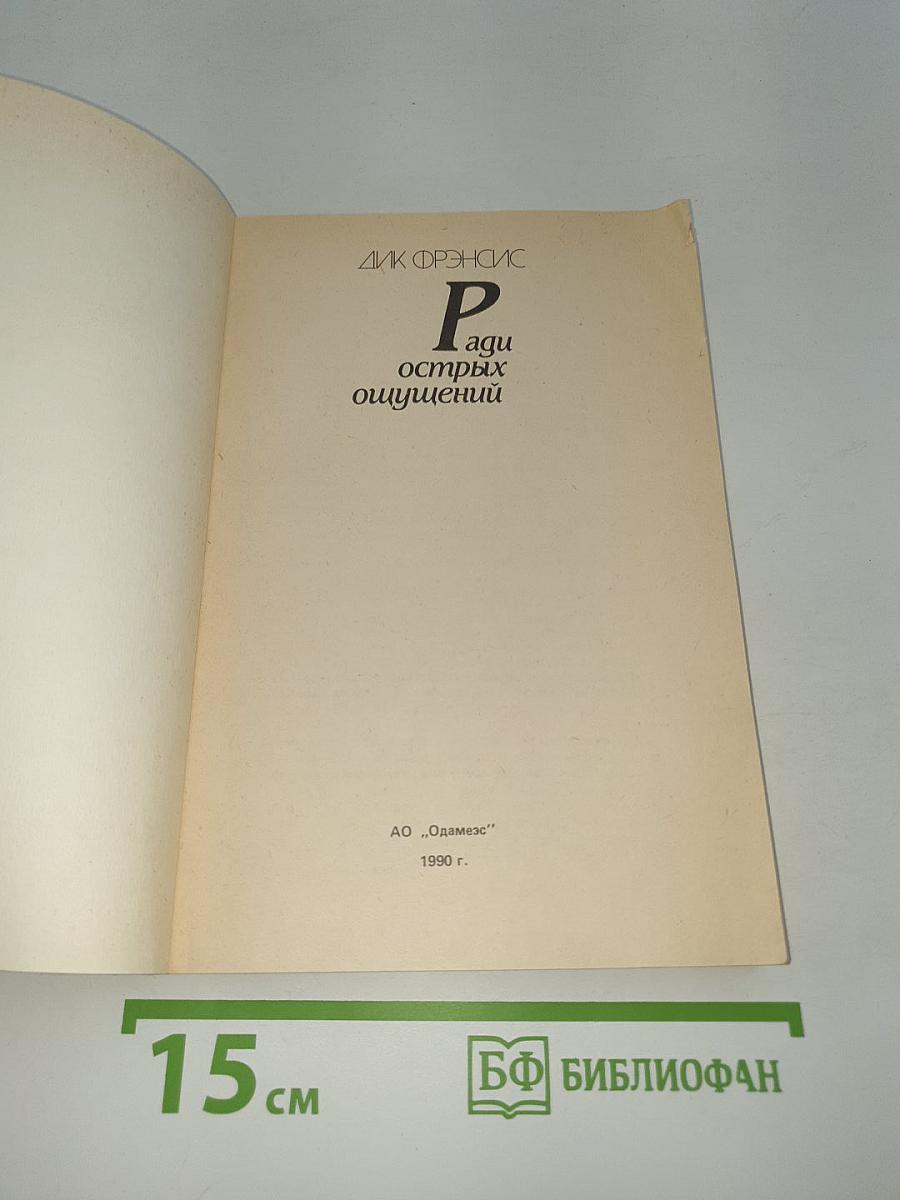 ДИК ФРЭНСИС
Ради
острых
ощущений
АО „Одамеэс“
1990 г.
15 см
БФ БИБЛИОФАН